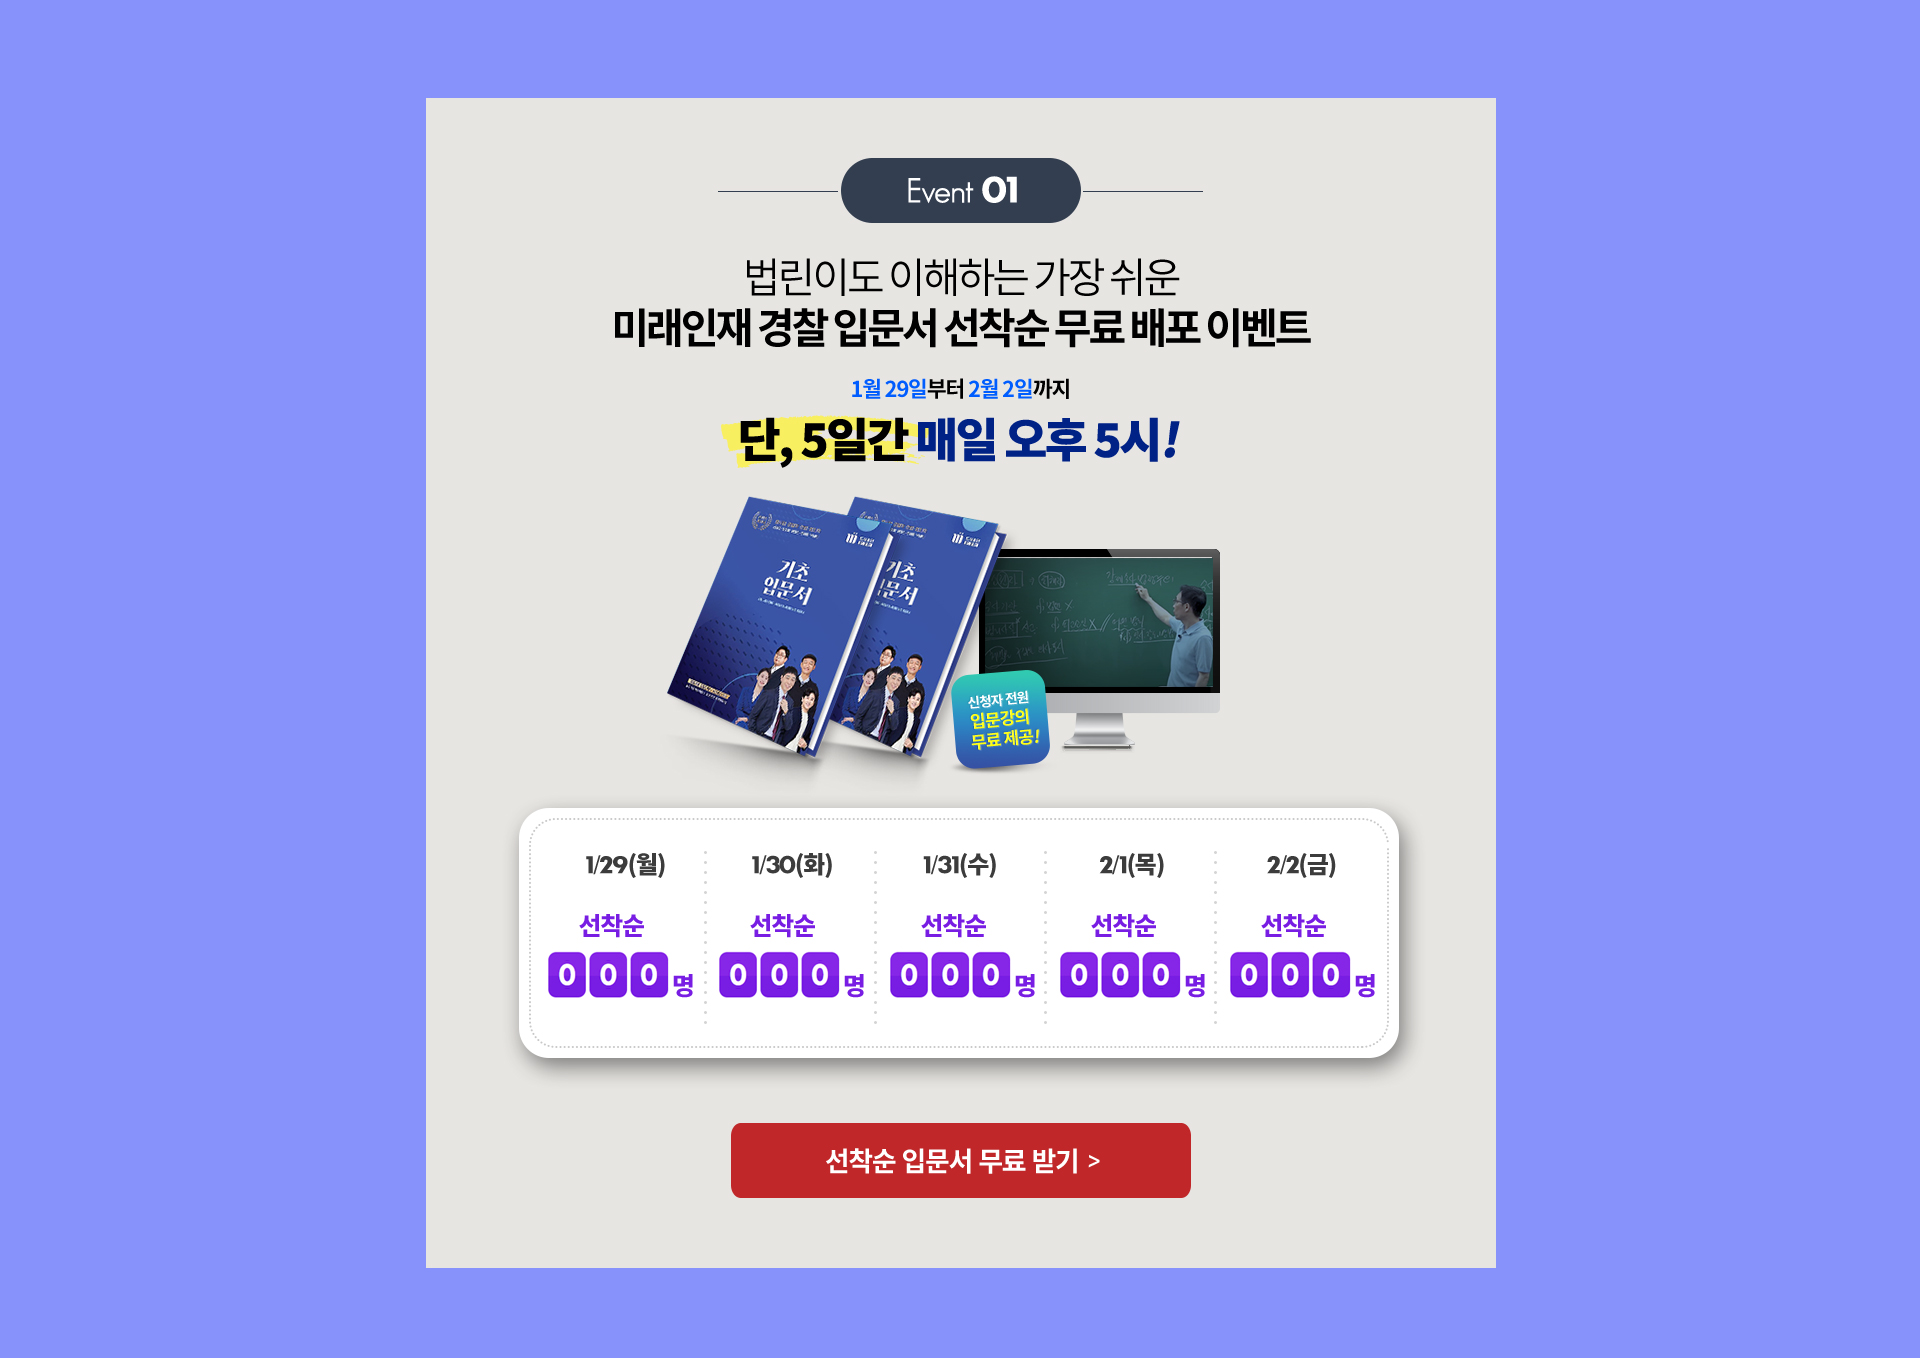 Event 01
법린이도 이해하는 가장 쉬운
미래인재 경찰 입문서 선착순 무료 배포 이벤트
1월 29일부터 2월 2일까지
단, 5일간 매일 오후 5시!
기초
입문서
기초
입문서
신청자 전원
입문강의
무료 제공!
1/29(월)
선착순
0 0 0 명
1/30(화)
선착순
0 0 0 명
1/31(수)
선착순
0 0 0 명
2/1(목)
선착순
0 0 0 명
2/2(금)
선착순
0 0 0 명
선착순 입문서 무료 받기 >